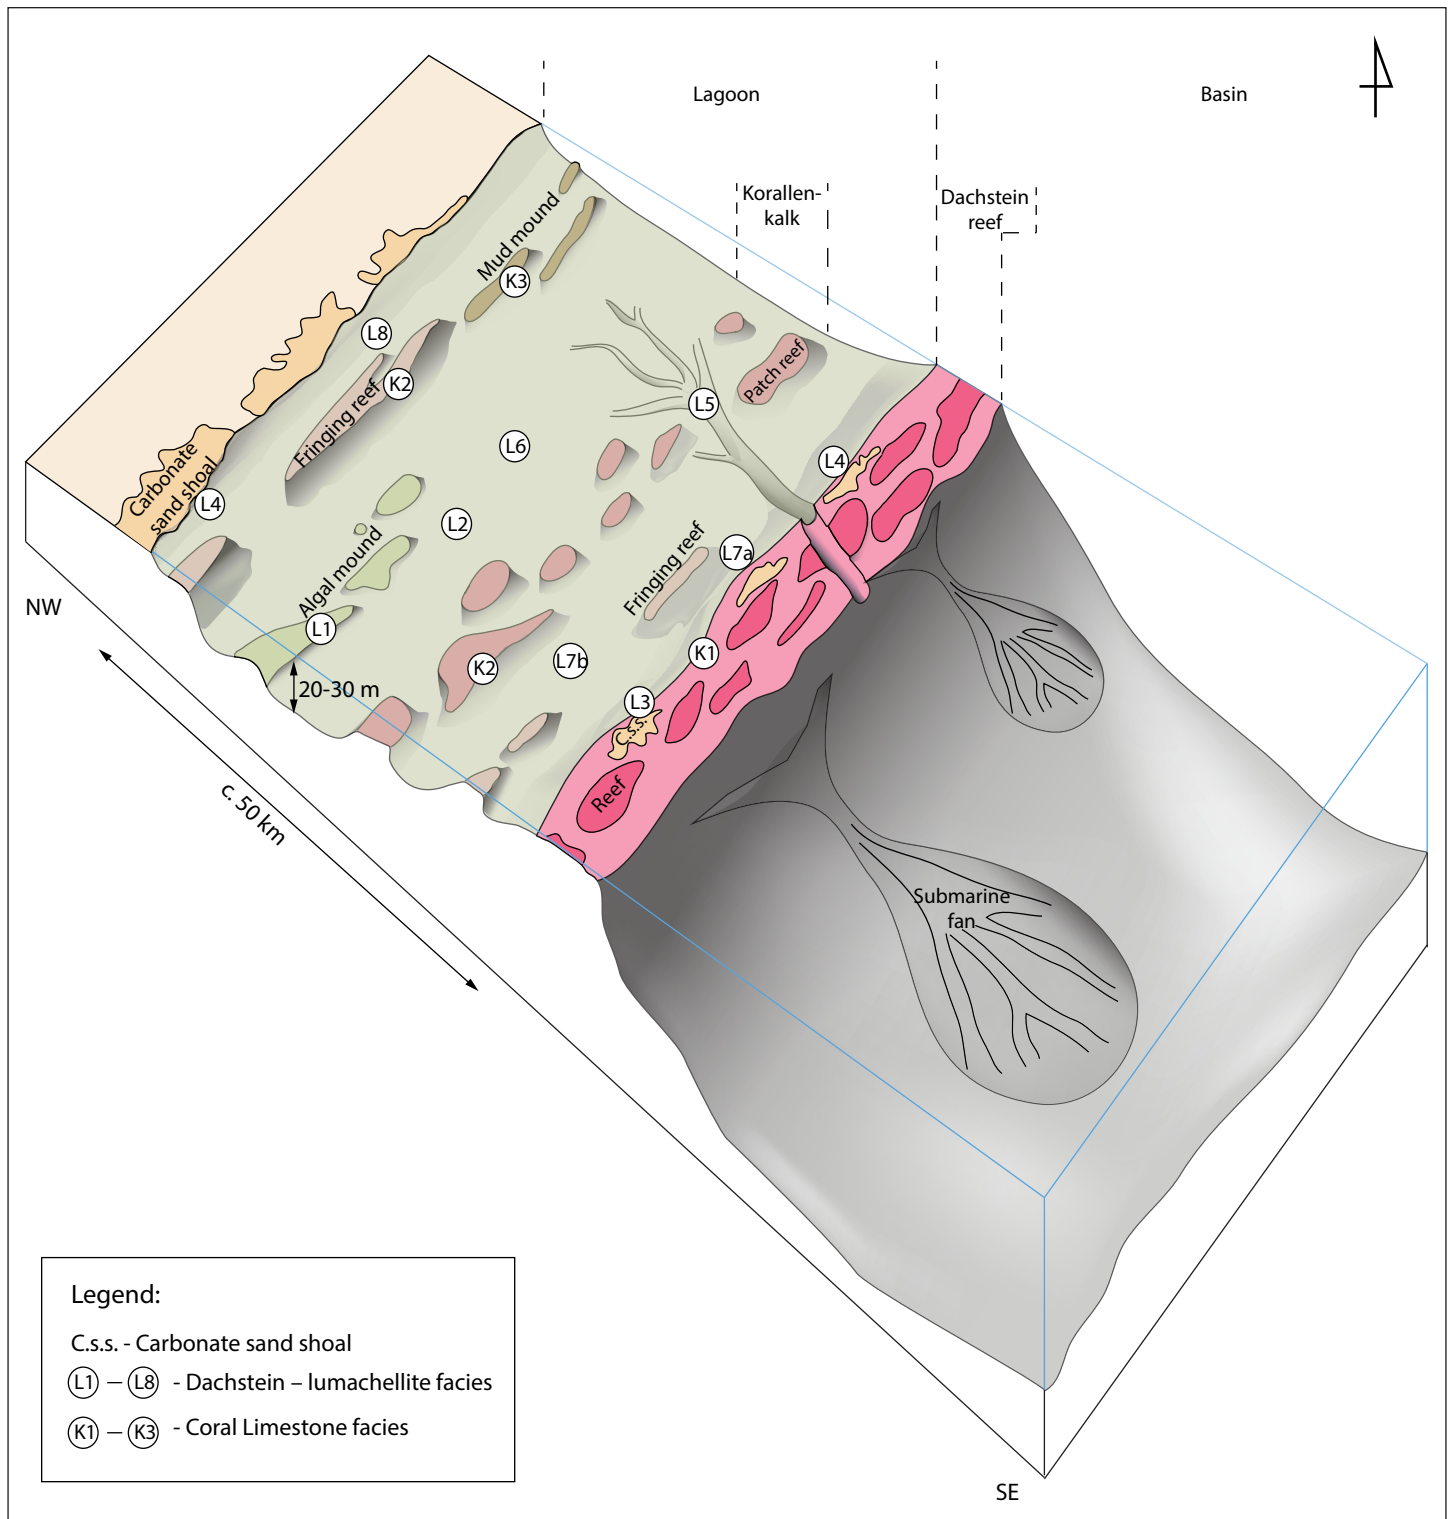 Lagoon
Basin
Korallen-
kalk
Dachstein
reef
Mud mound
K3
L8
Fringing reef
K2
Patch reef
L5
L6
L4
Carbonate
sand shoal
L4
L2
Algal mound
L1
Fringing reef
L7a
K1
L7b
K2
L3
C.s.s.
Reef
20-30 m
NW
c. 50 km
Submarine
fan
SE
Legend:
C.s.s. - Carbonate sand shoal
L1 – L8 - Dachstein – lumachellite facies
K1 – K3 - Coral Limestone facies